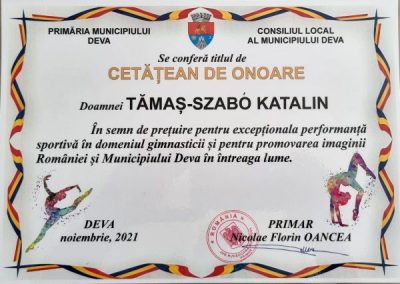 PRIMĂRIA MUNICIPIULUI
DEVA
CONSILIUL LOCAL
AL MUNICIPIULUI DEVA
Se conferă titlul de
CETĂȚEAN DE ONOARE
Doamnei TĂMAȘ-SZABÓ KATALIN
În semn de prețuire pentru excepționala performanță
sportivă în domeniul gimnasticii și pentru promovarea imaginii
României și Municipiului Deva în întreaga lume.
DEVA
noiembrie, 2021
ROMÂNIA
PRIMAR
Nicolae Florin OANCEA